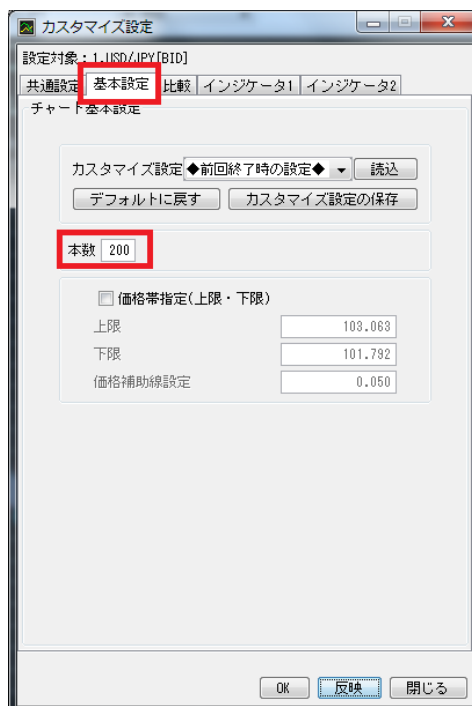 カスタマイズ設定
設定対象：1.USD/JPY[BID]
共通設定 基本設定 比較 インジケータ1 インジケータ2
チャート基本設定
カスタマイズ設定 ◆前回終了時の設定◆ 読込
デフォルトに戻す カスタマイズ設定の保存
本数 200
価格帯指定(上限・下限)
上限 103.063
下限 101.792
価格補助線設定 0.050
OK 反映 閉じる